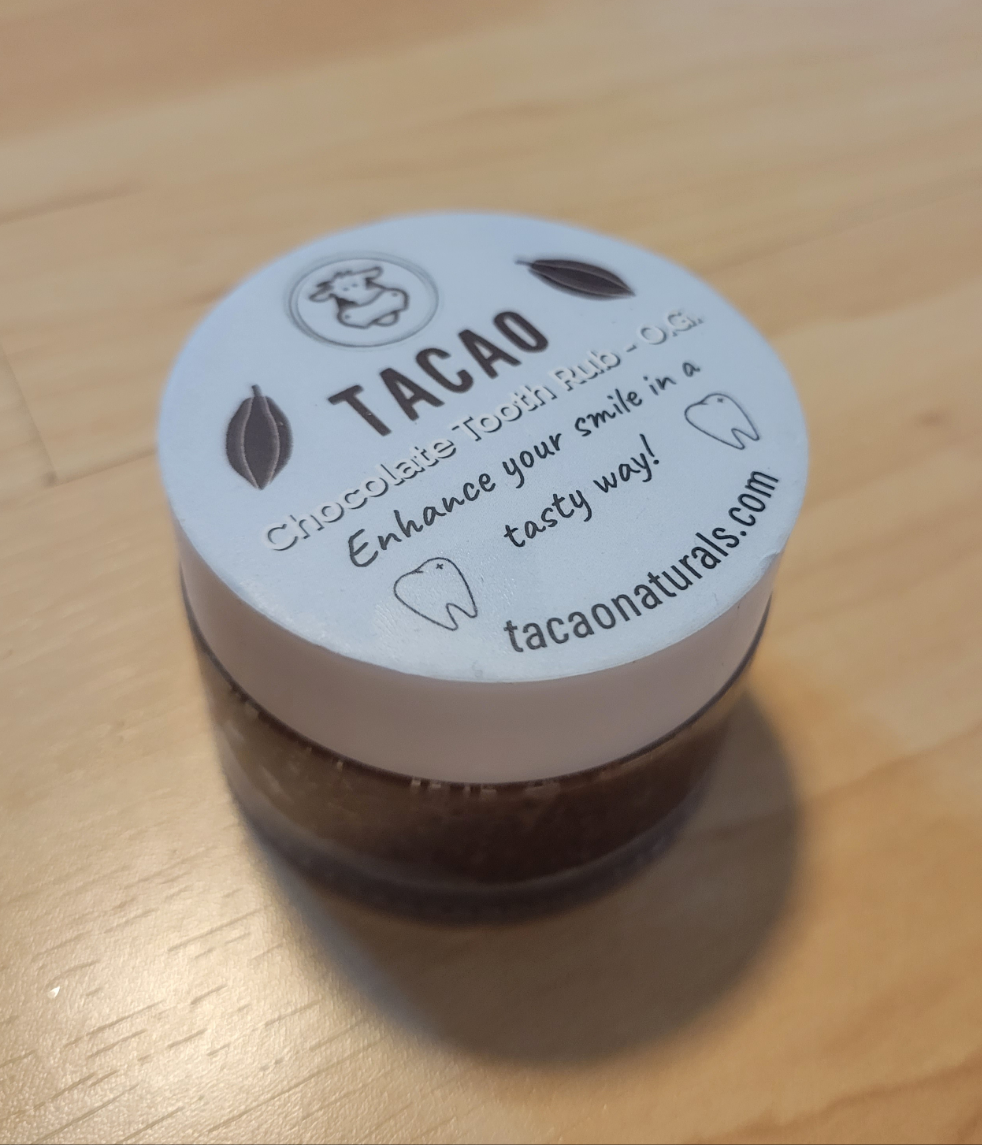 TACAO
Chocolate Tooth Rub - O.G.
Enhance your smile in a
tasty way!
tacaonaturals.com